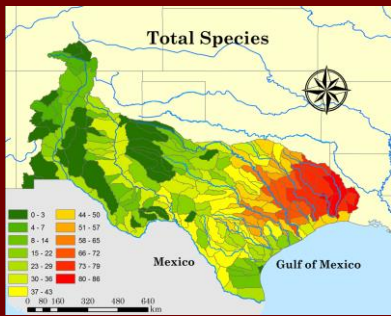 Total Species
0 - 3
4 - 7
8 - 14
15 - 22
23 - 29
30 - 36
37 - 43
44 - 50
51 - 57
58 - 65
66 - 72
73 - 79
80 - 86
Mexico
Gulf of Mexico
0 80 160 320 480 640
km